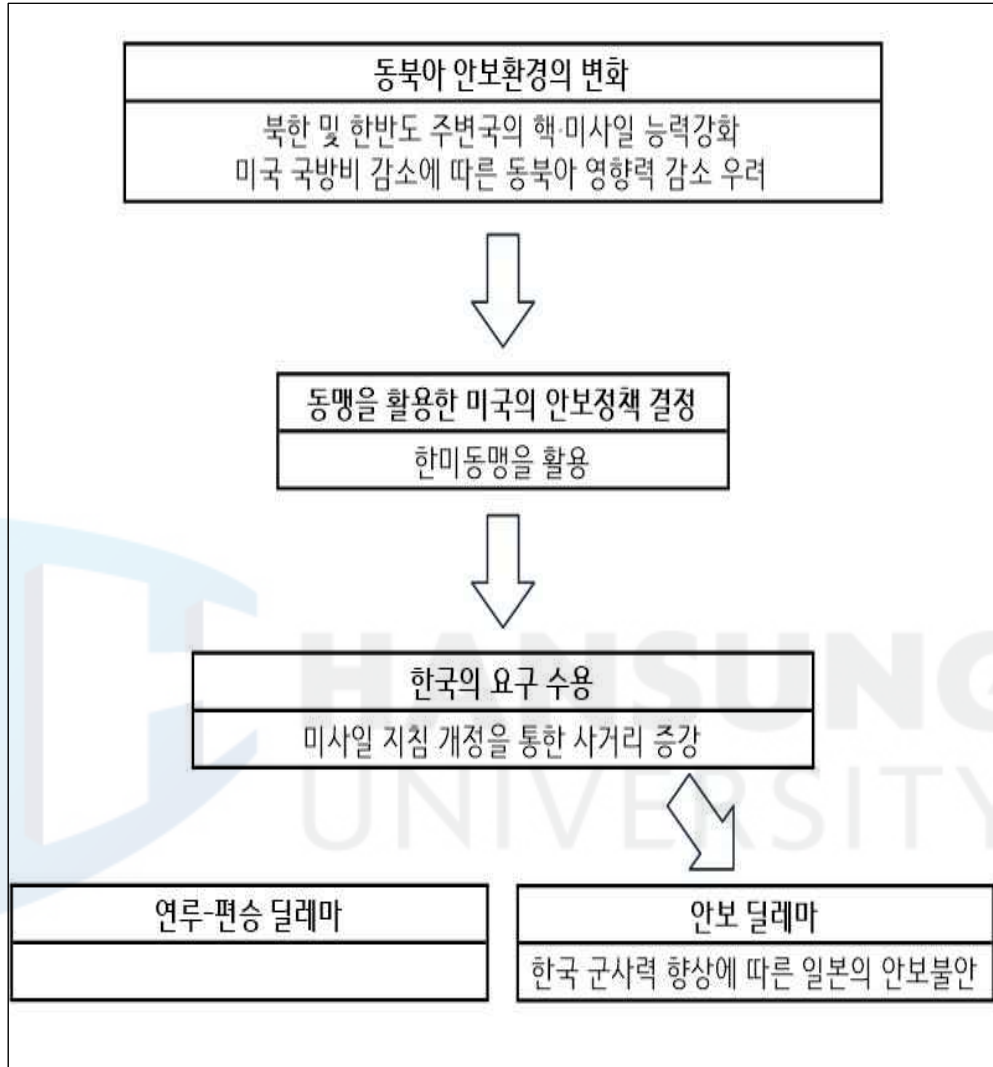 동북아 안보환경의 변화
북한 및 한반도 주변국의 핵·미사일 능력강화
미국 국방비 감소에 따른 동북아 영향력 감소 우려
동맹을 활용한 미국의 안보정책 결정
한미동맹을 활용
한국의 요구 수용
미사일 지침 개정을 통한 사거리 증강
HANSUNG
UNIVERSITY
연루-편승 딜레마
안보 딜레마
한국 군사력 향상에 따른 일본의 안보불안